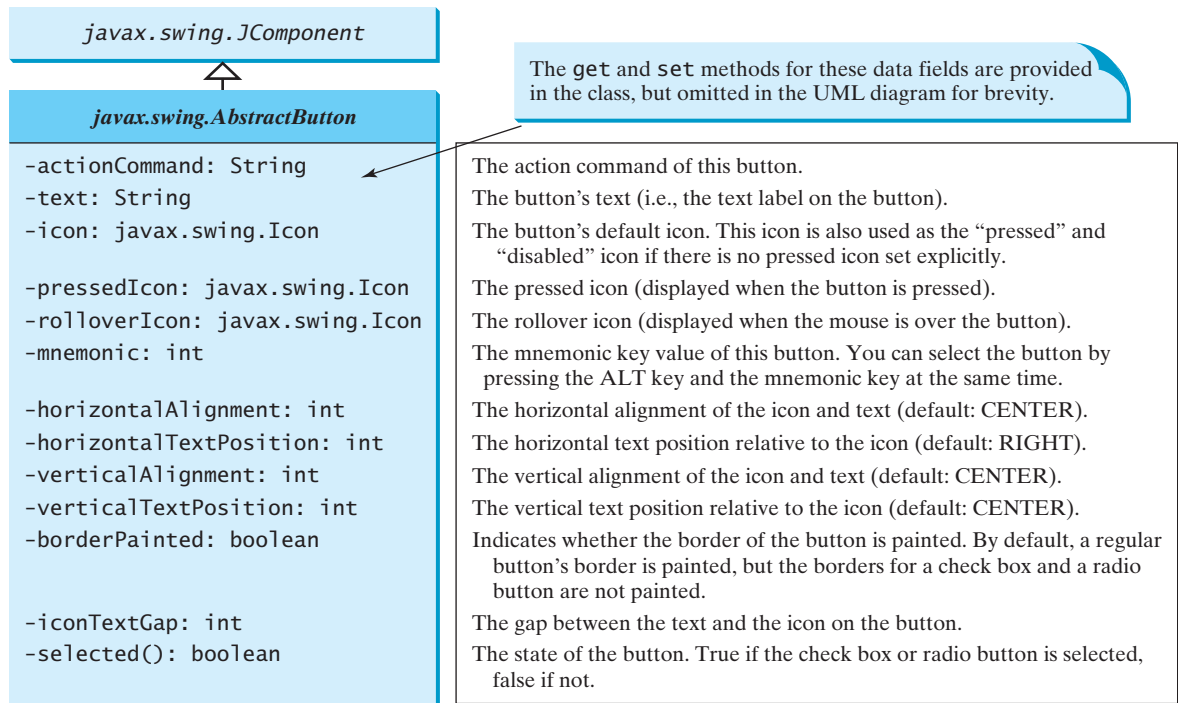 javax.swing.JComponent
The get and set methods for these data fields are provided
in the class, but omitted in the UML diagram for brevity.
javax.swing.AbstractButton
-actionCommand: String
The action command of this button.
-text: String
The button’s text (i.e., the text label on the button).
-icon: javax.swing.Icon
The button’s default icon. This icon is also used as the “pressed” and
“disabled” icon if there is no pressed icon set explicitly.
-pressedIcon: javax.swing.Icon
The pressed icon (displayed when the button is pressed).
-rolloverIcon: javax.swing.Icon
The rollover icon (displayed when the mouse is over the button).
-mnemonic: int
The mnemonic key value of this button. You can select the button by
pressing the ALT key and the mnemonic key at the same time.
-horizontalAlignment: int
The horizontal alignment of the icon and text (default: CENTER).
-horizontalTextPosition: int
The horizontal text position relative to the icon (default: RIGHT).
-verticalAlignment: int
The vertical alignment of the icon and text (default: CENTER).
-verticalTextPosition: int
The vertical text position relative to the icon (default: CENTER).
-borderPainted: boolean
Indicates whether the border of the button is painted. By default, a regular
button’s border is painted, but the borders for a check box and a radio
button are not painted.
-iconTextGap: int
The gap between the text and the icon on the button.
-selected(): boolean
The state of the button. True if the check box or radio button is selected,
false if not.